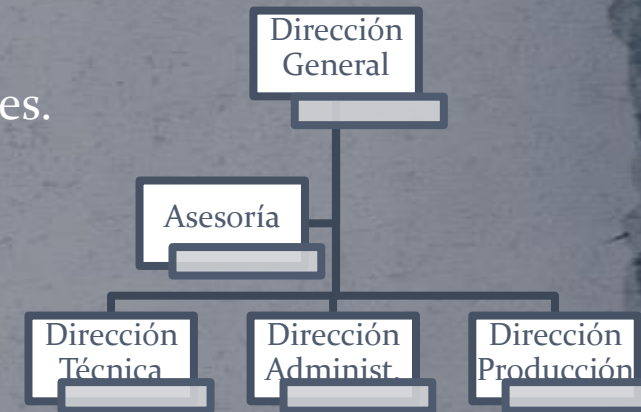 Dirección
General
es.
Asesoría
Dirección
Técnica
Dirección
Administ.
Dirección
Producción